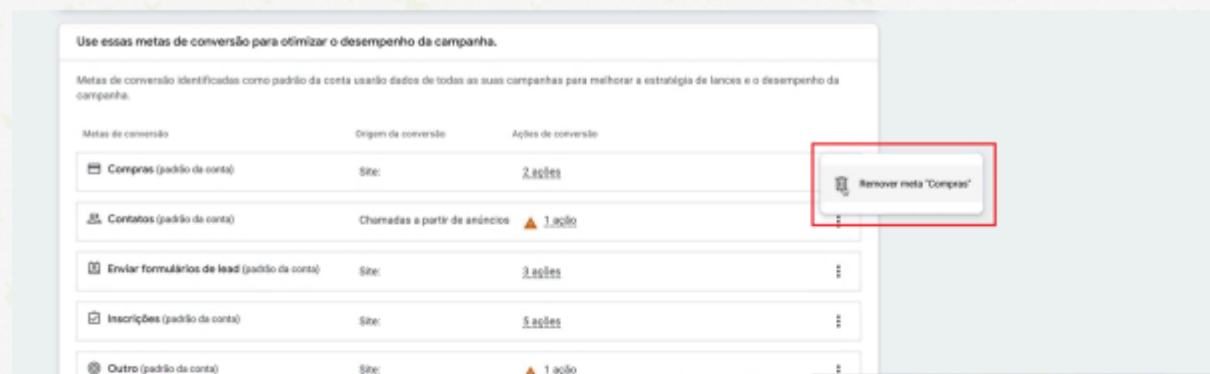 Use essas metas de conversão para otimizar o desempenho da campanha.
Metas de conversão identificadas como padrão da conta usarão dados de todas as suas campanhas para melhorar a estratégia de lances e o desempenho da
campanha.
Metas de conversão Origem da conversão Ações de conversão
Compras (padrão da conta) Site: 2 ações
Remover meta "Compras"
Contatos (padrão da conta) Chamadas a partir de anúncios 1 ação
Enviar formulários de lead (padrão da conta) Site: 3 ações
Inscrições (padrão da conta) Site: 5 ações
Outro (padrão da conta) Site: 1 ação